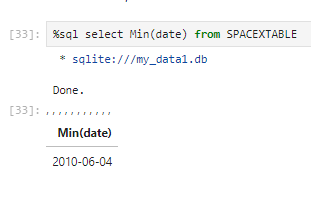 [33]: %sql select Min(date) from SPACEXTABLE
* sqlite:///my_data1.db
Done.
[33]: , , , , , , , , , , ,
Min(date)
2010-06-04